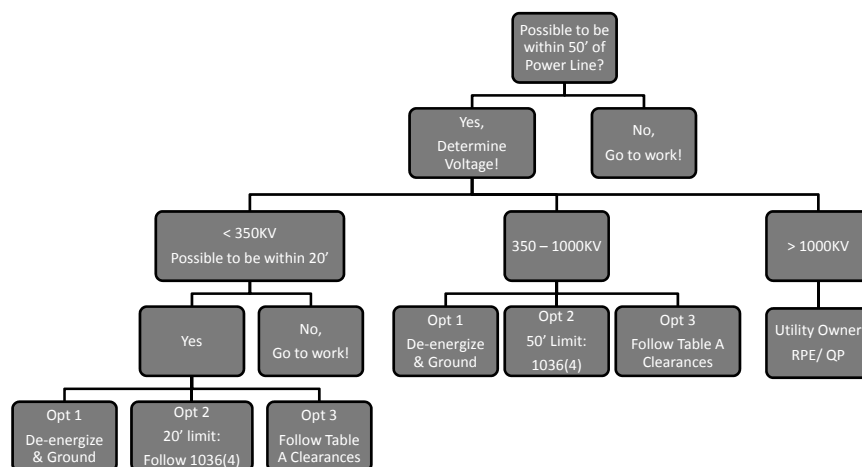 Possible to be
within 50' of
Power Line?
Yes,
Determine
Voltage!
No,
Go to work!
< 350KV
Possible to be within 20'
350 – 1000KV
> 1000KV
Yes
No,
Go to work!
Opt 1
De-energize
& Ground
Opt 2
50' Limit:
1036(4)
Opt 3
Follow Table A
Clearances
Utility Owner
RPE/ QP
Opt 1
De-energize
& Ground
Opt 2
20' limit:
Follow 1036(4)
Opt 3
Follow Table
A Clearances